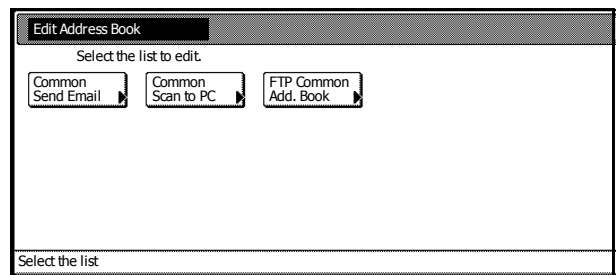 Edit Address Book
Select the list to edit.
Common
Send Email
Common
Scan to PC
FTP Common
Add. Book
Select the list